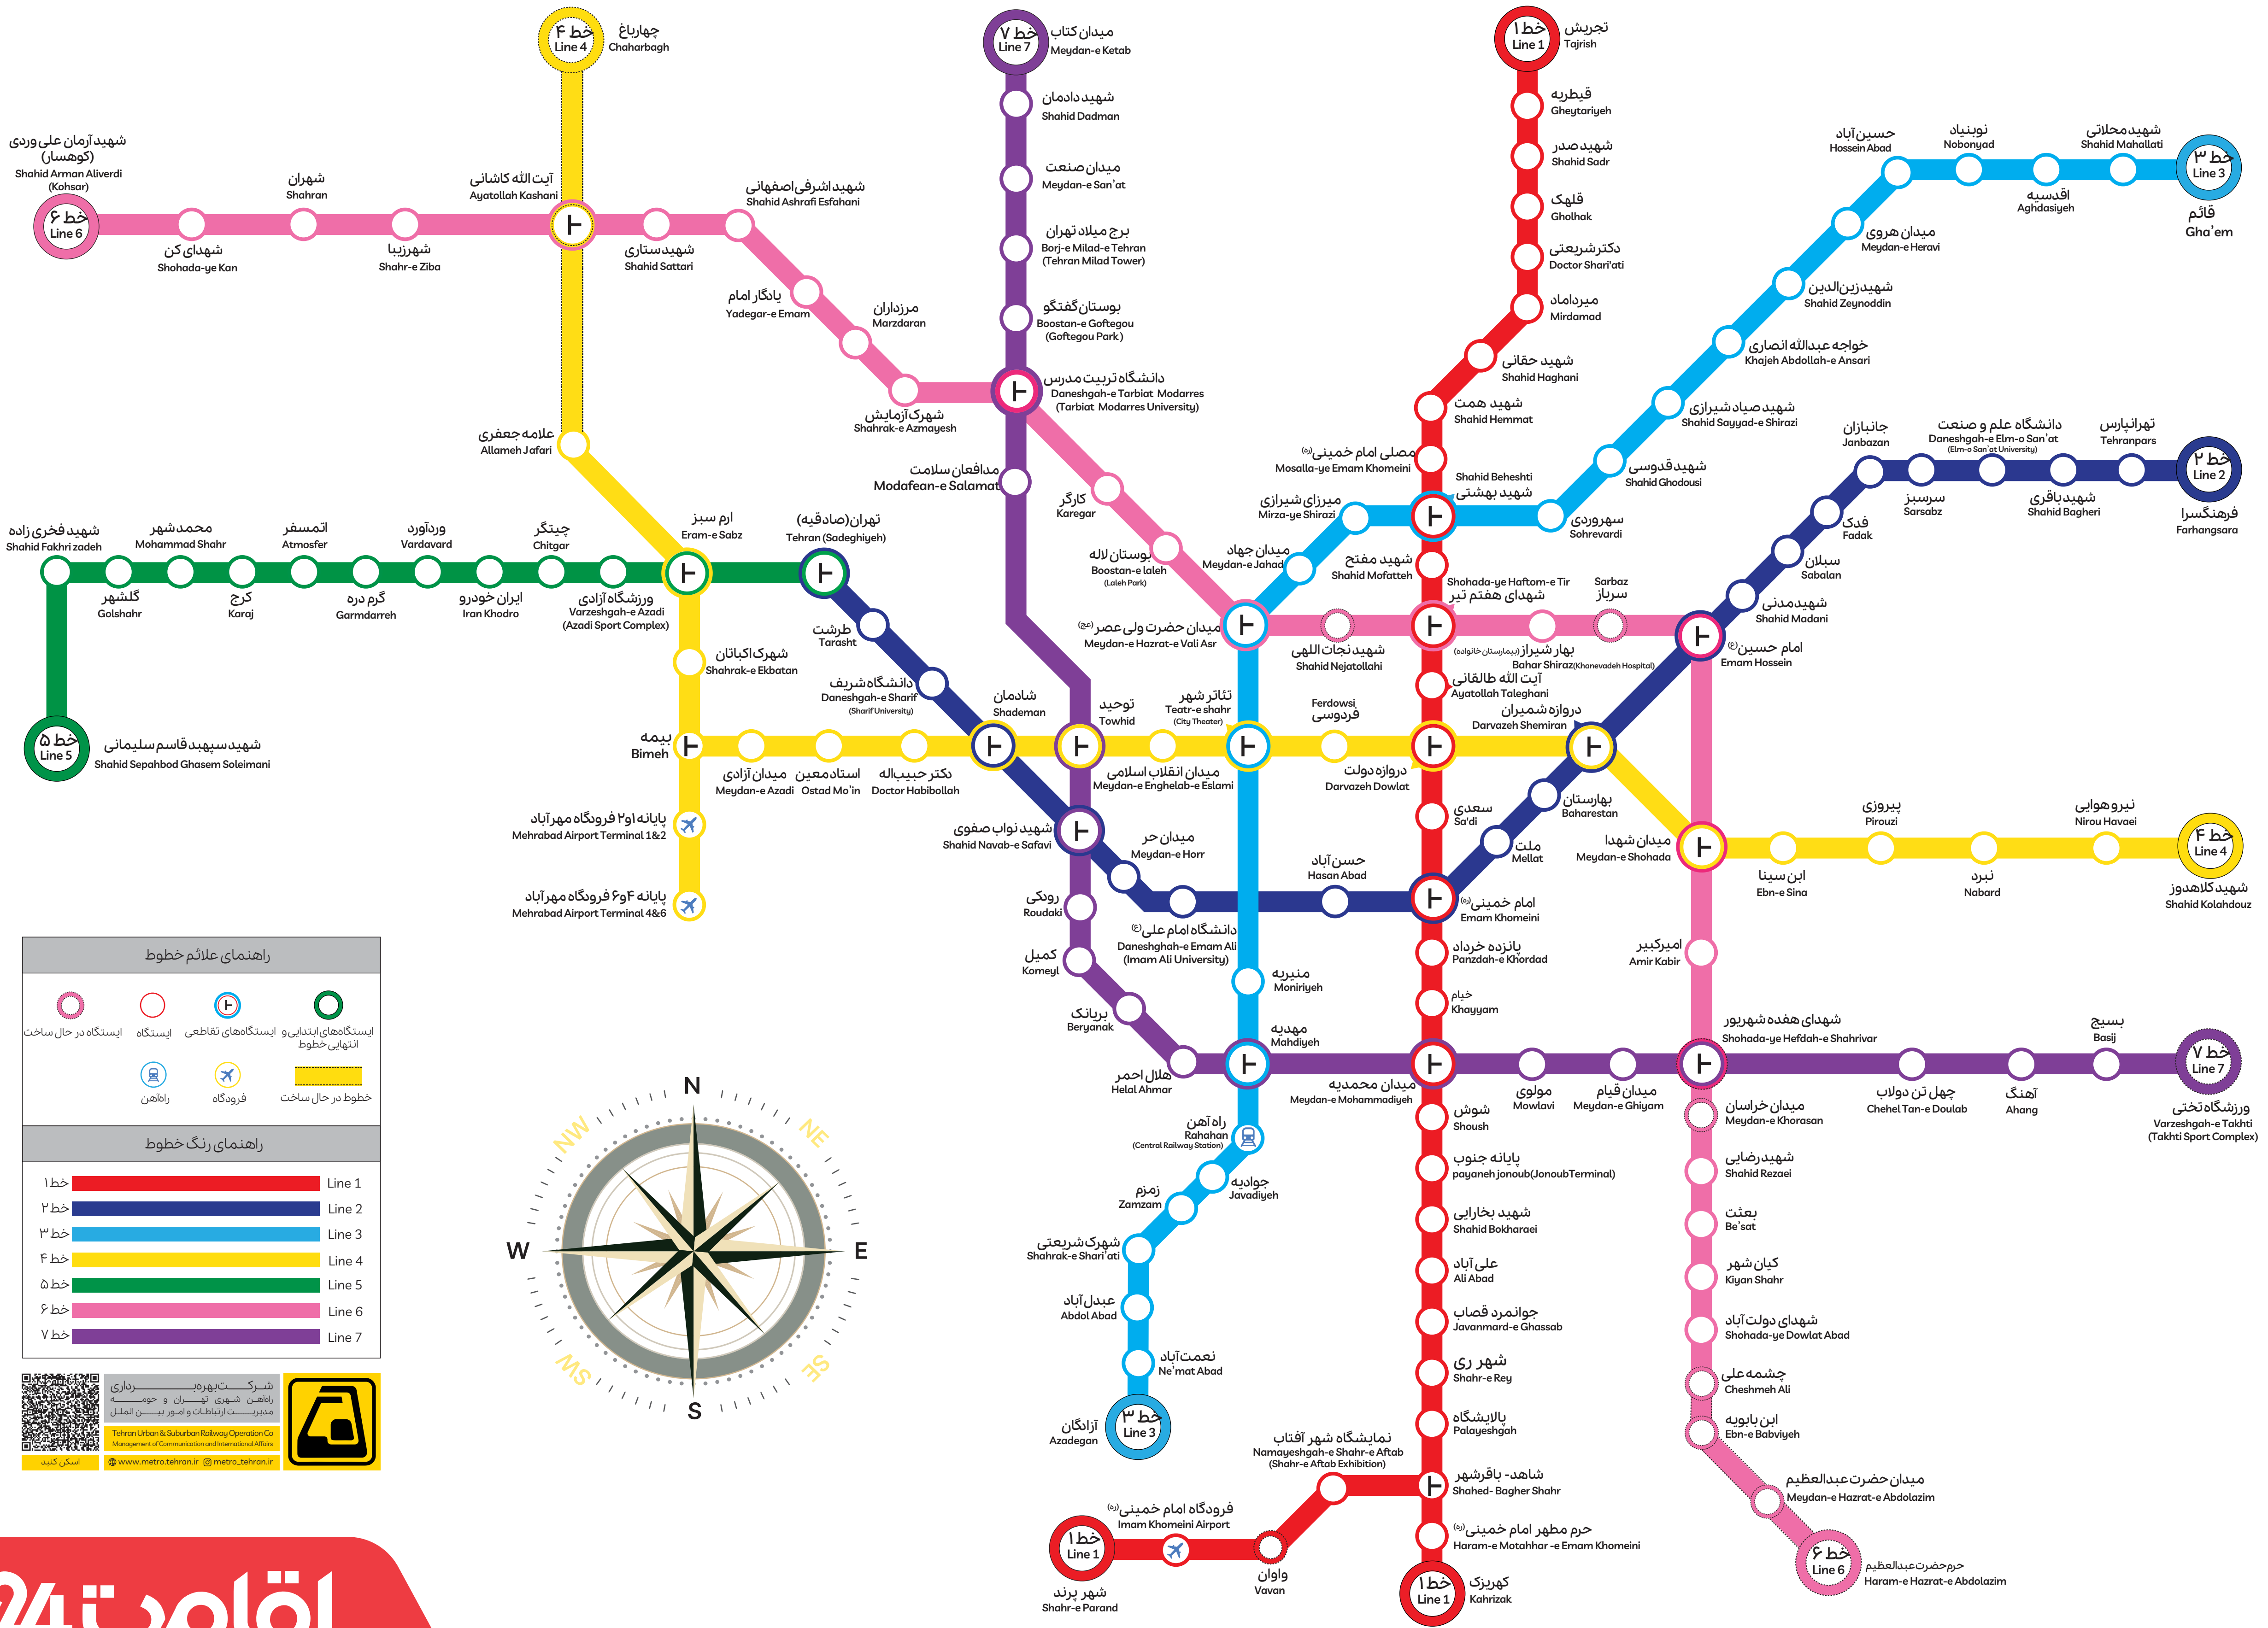 خط ۴
Line 4
چهارباغ
Chaharbagh
خط ۷
Line 7
میدان کتاب
Meydan-e Ketab
خط ۱
Line 1
تجریش
Tajrish
شهید دادمان
Shahid Dadman
میدان صنعت
Meydan-e San'at
برج میلاد تهران
Borj-e Milad-e Tehran
(Tehran Milad Tower)
بوستان گفتگو
Boostan-e Goftegou
(Goftegou Park)
دانشگاه تربیت مدرس
Daneshgah-e Tarbiat Modarres
(Tarbiat Modarres University)
مدافعان سلامت
Modafean-e Salamat
قیطریه
Gheytariyeh
شهید صدر
Shahid Sadr
قلهک
Gholhak
دکتر شریعتی
Doctor Shari'ati
میرداماد
Mirdamad
شهید حقانی
Shahid Haghani
شهید همت
Shahid Hemmat
مصلی امام خمینی(ره)
Mosalla-ye Emam Khomeini
Shahid Beheshti
شهید بهشتی
شهید مفتح
Shahid Mofatteh
Shohada-ye Haftom-e Tir
شهدای هفتم تیر
حسین آباد
Hossein Abad
نوبنیاد
Nobonyad
اقدسیه
Aghdasiyeh
شهید محلاتی
Shahid Mahallati
خط ۳
Line 3
قائم
Gha'em
میدان هروی
Meydan-e Heravi
شهید زین الدین
Shahid Zeynoddin
خواجه عبدالله انصاری
Khajeh Abdollah-e Ansari
شهید صیاد شیرازی
Shahid Sayyad-e Shirazi
شهید قدوسی
Shahid Ghodousi
سهروردی
Sohrevardi
میرزای شیرازی
Mirza-ye Shirazi
میدان جهاد
Meydan-e Jahad
شهید آرمان علی وردی
(کوهسار)
Shahid Arman Aliverdi
(Kohsar)
خط ۶
Line 6
شهدای کن
Shohada-ye Kan
شهران
Shahran
شهر زیبا
Shahr-e Ziba
آیت الله کاشانی
Ayatollah Kashani
شهید ستاری
Shahid Sattari
شهید اشرفی اصفهانی
Shahid Ashrafi Esfahani
یادگار امام
Yadegar-e Emam
مرزداران
Marzdaran
شهرک آزمایش
Shahrak-e Azmayesh
کارگر
Karegar
بوستان لاله
Boostan-e laleh
(Laleh Park)
میدان حضرت ولی عصر(عج)
Meydan-e Hazrat-e Vali Asr
شهید نجات اللهی
Shahid Nejatollahi
بهار شیراز(بیمارستان خانواده)
Bahar Shiraz(Khanevadeh Hospital)
Sarbaz
سرباز
علامه جعفری
Allameh Jafari
جانبازان
Janbazan
دانشگاه علم و صنعت
Daneshgah-e Elm-o San'at
(Elm-o San'at University)
تهرانپارس
Tehranpars
سرسبز
Sarsabz
شهید باقری
Shahid Bagheri
خط ۲
Line 2
فرهنگسرا
Farhangsara
فدک
Fadak
سبلان
Sabalan
شهید مدنی
Shahid Madani
امام حسین(ع)
Emam Hossein
شهید فخری زاده
Shahid Fakhri zadeh
گلشهر
Golshahr
محمد شهر
Mohammad Shahr
کرج
Karaj
اتمسفر
Atmosfer
گرم دره
Garmdarreh
وردآورد
Vardavard
ایران خودرو
Iran Khodro
چیتگر
Chitgar
ورزشگاه آزادی
Varzeshgah-e Azadi
(Azadi Sport Complex)
ارم سبز
Eram-e Sabz
تهران(صادقیه)
Tehran (Sadeghiyeh)
خط ۵
Line 5
شهید سپهبد قاسم سلیمانی
Shahid Sepahbod Ghasem Soleimani
طرشت
Tarasht
دانشگاه شریف
Daneshgah-e Sharif
(Sharif University)
شهرک اکباتان
Shahrak-e Ekbatan
بیمه
Bimeh
میدان آزادی
Meydan-e Azadi
استاد معین
Ostad Mo'in
دکتر حبیب اله
Doctor Habibollah
شادمان
Shademan
توحید
Towhid
میدان انقلاب اسلامی
Meydan-e Enghelab-e Eslami
تئاتر شهر
Teatr-e shahr
(City Theater)
Ferdowsi
فردوسی
دروازه دولت
Darvazeh Dowlat
آیت الله طالقانی
Ayatollah Taleghani
دروازه شمیران
Darvazeh Shemiran
پایانه ۱و۲ فرودگاه مهرآباد
Mehrabad Airport Terminal 1&2
پایانه ۴و۶ فرودگاه مهرآباد
Mehrabad Airport Terminal 4&6
شهید نواب صفوی
Shahid Navab-e Safavi
میدان حر
Meydan-e Horr
حسن آباد
Hasan Abad
سعدی
Sa'di
بهارستان
Baharestan
ملت
Mellat
میدان شهدا
Meydan-e Shohada
ابن سینا
Ebn-e Sina
پیروزی
Pirouzi
نبرد
Nabard
نیرو هوایی
Nirou Havaei
خط ۴
Line 4
شهید کلاهدوز
Shahid Kolahdouz
امام خمینی(ره)
Emam Khomeini
رودکی
Roudaki
دانشگاه امام علی(ع)
Daneshghah-e Emam Ali
(Imam Ali University)
کمیل
Komeyl
بریانک
Beryanak
هلال احمر
Helal Ahmar
منیریه
Moniriyeh
مهدیه
Mahdiyeh
پانزده خرداد
Panzdah-e Khordad
خیام
Khayyam
میدان محمدیه
Meydan-e Mohammadiyeh
مولوی
Mowlavi
میدان قیام
Meydan-e Ghiyam
امیرکبیر
Amir Kabir
شهدای هفده شهریور
Shohada-ye Hefdah-e Shahrivar
چهل تن دولاب
Chehel Tan-e Doulab
آهنگ
Ahang
بسیج
Basij
خط ۷
Line 7
ورزشگاه تختی
Varzeshgah-e Takhti
(Takhti Sport Complex)
راه آهن
Rahahan
(Central Railway Station)
جوادیه
Javadiyeh
زمزم
Zamzam
شهرک شریعتی
Shahrak-e Shari'ati
عبدل آباد
Abdol Abad
نعمت آباد
Ne'mat Abad
آزادگان
Azadegan
خط ۳
Line 3
شوش
Shoush
پایانه جنوب
payaneh jonoub(JonoubTerminal)
شهید بخارایی
Shahid Bokharaei
علی آباد
Ali Abad
جوانمرد قصاب
Javanmard-e Ghassab
شهر ری
Shahr-e Rey
پالایشگاه
Palayeshgah
شاهد- باقرشهر
Shahed- Bagher Shahr
حرم مطهر امام خمینی(ره)
Haram-e Motahhar -e Emam Khomeini
خط ۱
Line 1
کهریزک
Kahrizak
نمایشگاه شهر آفتاب
Namayeshgah-e Shahr-e Aftab
(Shahr-e Aftab Exhibition)
واوان
Vavan
فرودگاه امام خمینی(ره)
Imam Khomeini Airport
خط ۱
Line 1
شهر پرند
Shahr-e Parand
میدان خراسان
Meydan-e Khorasan
شهید رضایی
Shahid Rezaei
بعثت
Be'sat
کیان شهر
Kiyan Shahr
شهدای دولت آباد
Shohada-ye Dowlat Abad
چشمه علی
Cheshmeh Ali
ابن بابویه
Ebn-e Babviyeh
میدان حضرت عبدالعظیم
Meydan-e Hazrat-e Abdolazim
خط ۶
Line 6
حرم حضرت عبدالعظیم
Haram-e Hazrat-e Abdolazim
راهنمای علائم خطوط
ایستگاه‌های ابتدایی و انتهایی خطوط
ایستگاه‌های تقاطعی
ایستگاه
ایستگاه در حال ساخت
خطوط در حال ساخت
فرودگاه
راه‌آهن
راهنمای رنگ خطوط
خط ۱ Line 1
خط ۲ Line 2
خط ۳ Line 3
خط ۴ Line 4
خط ۵ Line 5
خط ۶ Line 6
خط ۷ Line 7
N
NE
E
SE
S
SW
W
NW
شرکت بهره‌برداری
راه‌آهن شهری تهران و حومه
مدیریت ارتباطات و امور بین الملل
Tehran Urban & Suburban Railway Operation Co
Management of Communication and International Affairs
اسکن کنید
www.metro.tehran.ir metro_tehran.ir
اقامت24